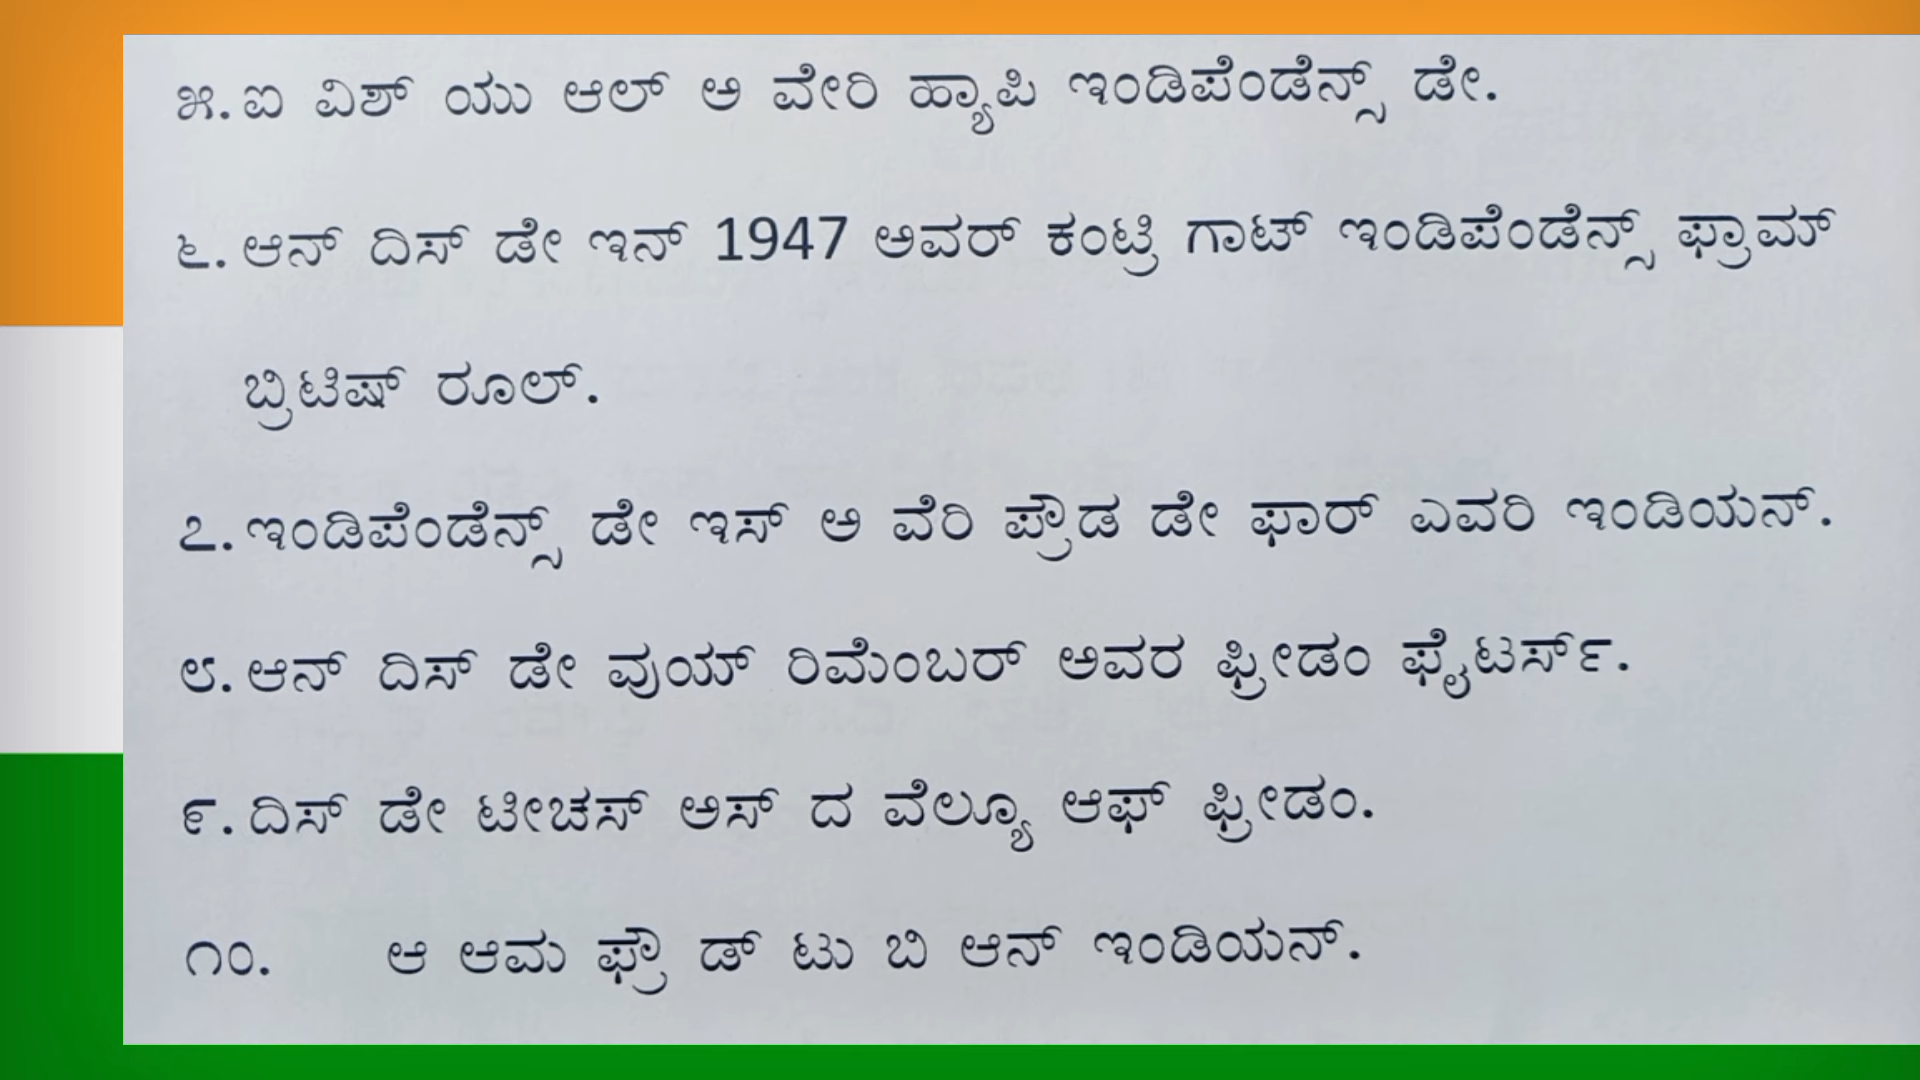 ೫. ಐ ವಿಶ್ ಯು ಆಲ್ ಅ ವೇರಿ ಹ್ಯಾಪಿ ಇಂಡಿಪೆಂಡೆನ್ಸ್ ಡೇ.
೬. ಆನ್ ದಿಸ್ ಡೇ ಇನ್ 1947 ಅವರ್ ಕಂಟ್ರಿ ಗಾಟ್ ಇಂಡಿಪೆಂಡೆನ್ಸ್ ಫ್ರಾಮ್
ಬ್ರಿಟಿಷ್ ರೂಲ್.
೭. ಇಂಡಿಪೆಂಡೆನ್ಸ್ ಡೇ ಇಸ್ ಅ ವೆರಿ ಪ್ರೌಡ ಡೇ ಫಾರ್ ಎವರಿ ಇಂಡಿಯನ್.
೮. ಆನ್ ದಿಸ್ ಡೇ ವುಯ್ ರಿಮೆಂಬರ್ ಅವರ ಫ್ರೀಡಂ ಫೈಟರ್ಸ್.
೯. ದಿಸ್ ಡೇ ಟೀಚಸ್ ಅಸ್ ದ ವೆಲ್ಯೂ ಆಫ್ ಫ್ರೀಡಂ.
೧೦. ಆ ಆಮ ಫ್ರೌ ಡ್ ಟು ಬಿ ಆನ್ ಇಂಡಿಯನ್.